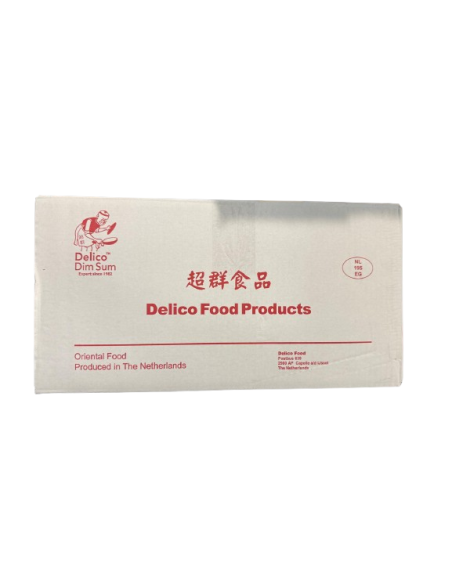 Delico™
Dim Sum
超群食品
Delico Food Products
NL
EG
Oriental Food
Produced in The Netherlands
Delico Food
The Netherlands